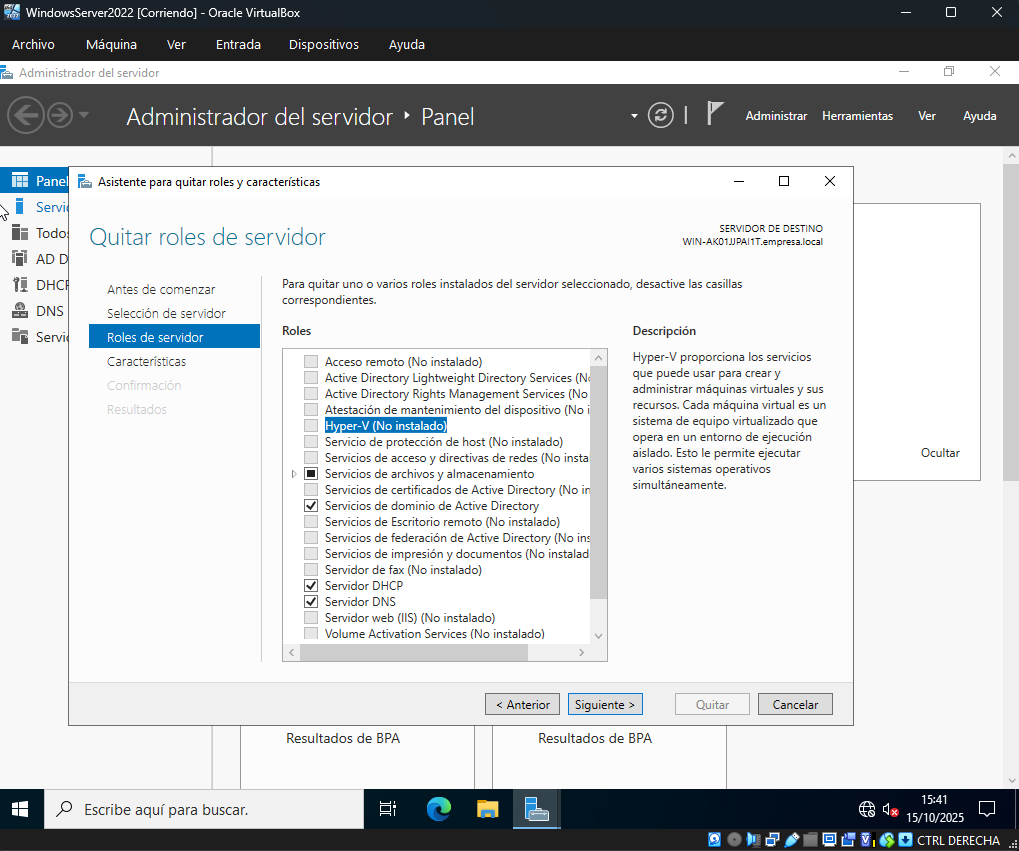 WindowsServer2022 [Corriendo] - Oracle VirtualBox
Archivo Máquina Ver Entrada Dispositivos Ayuda
Administrador del servidor
Administrador del servidor ‣ Panel
Administrar Herramientas Ver Ayuda
Panel
Servic
Todos
AD D
DHCP
DNS
Servic
Asistente para quitar roles y características
Quitar roles de servidor
SERVIDOR DE DESTINO
WIN-AK01JJPAI1T.empresa.local
Antes de comenzar
Selección de servidor
Roles de servidor
Características
Confirmación
Resultados
Para quitar uno o varios roles instalados del servidor seleccionado, desactive las casillas
correspondientes.
Roles
Acceso remoto (No instalado)
Active Directory Lightweight Directory Services (No
Active Directory Rights Management Services (No
Atestación de mantenimiento del dispositivo (No i
Hyper-V (No instalado)
Servicio de protección de host (No instalado)
Servicios de acceso y directivas de redes (No insta
Servicios de archivos y almacenamiento
Servicios de certificados de Active Directory (No in
Servicios de dominio de Active Directory
Servicios de Escritorio remoto (No instalado)
Servicios de federación de Active Directory (No ins
Servicios de impresión y documentos (No instalad
Servidor de fax (No instalado)
Servidor DHCP
Servidor DNS
Servidor web (IIS) (No instalado)
Volume Activation Services (No instalado)
Descripción
Hyper-V proporciona los servicios
que puede usar para crear y
administrar máquinas virtuales y sus
recursos. Cada máquina virtual es un
sistema de equipo virtualizado que
opera en un entorno de ejecución
aislado. Esto le permite ejecutar
varios sistemas operativos
simultáneamente.
Ocultar
< Anterior Siguiente > Quitar Cancelar
Resultados de BPA Resultados de BPA
Escribe aquí para buscar.
15:41
15/10/2025
CTRL DERECHA